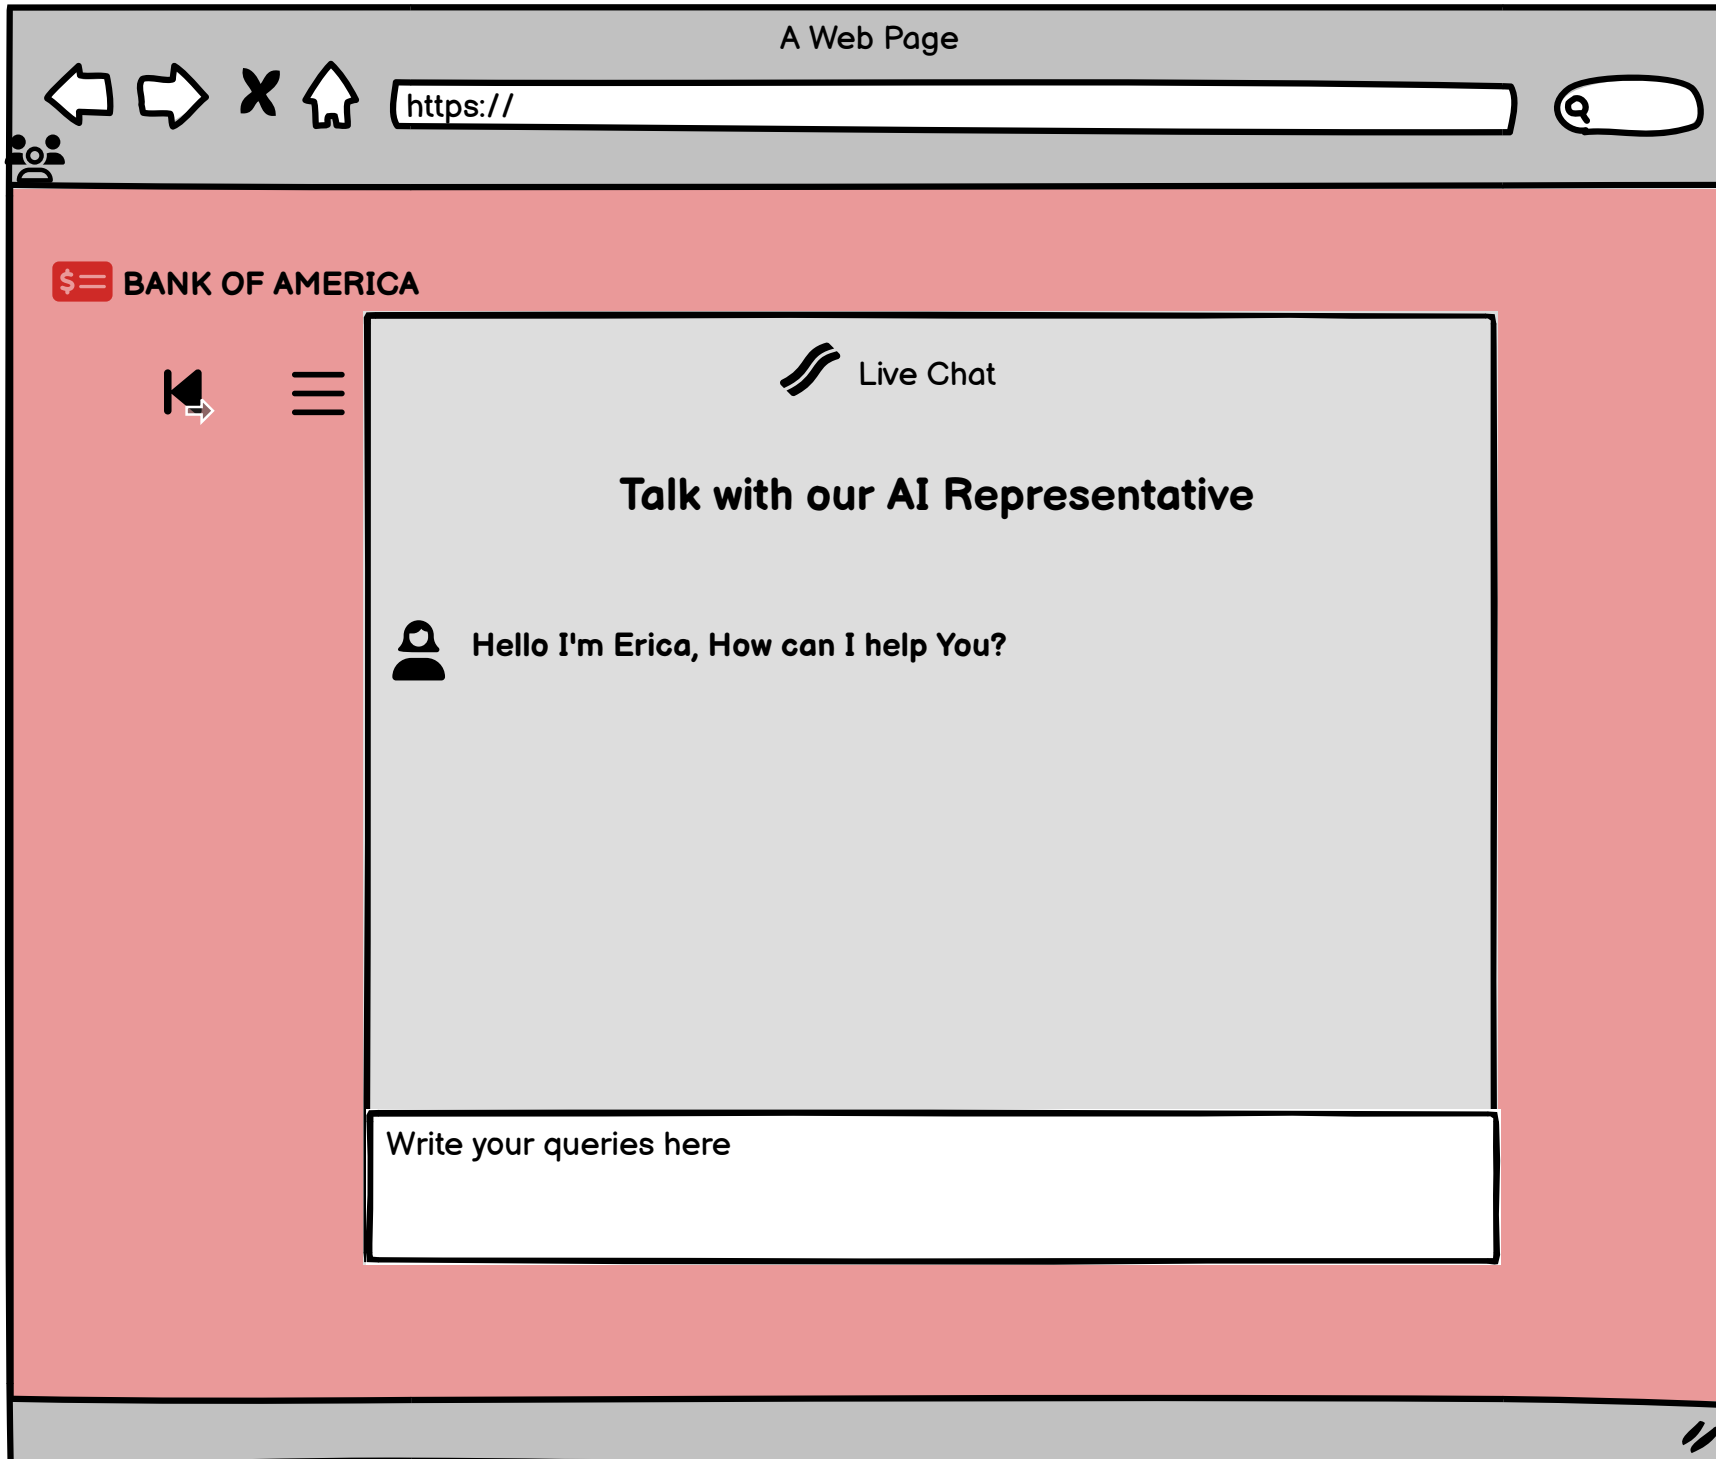 A Web Page
https://
BANK OF AMERICA
Live Chat
Talk with our AI Representative
Hello I'm Erica, How can I help You?
Write your queries here